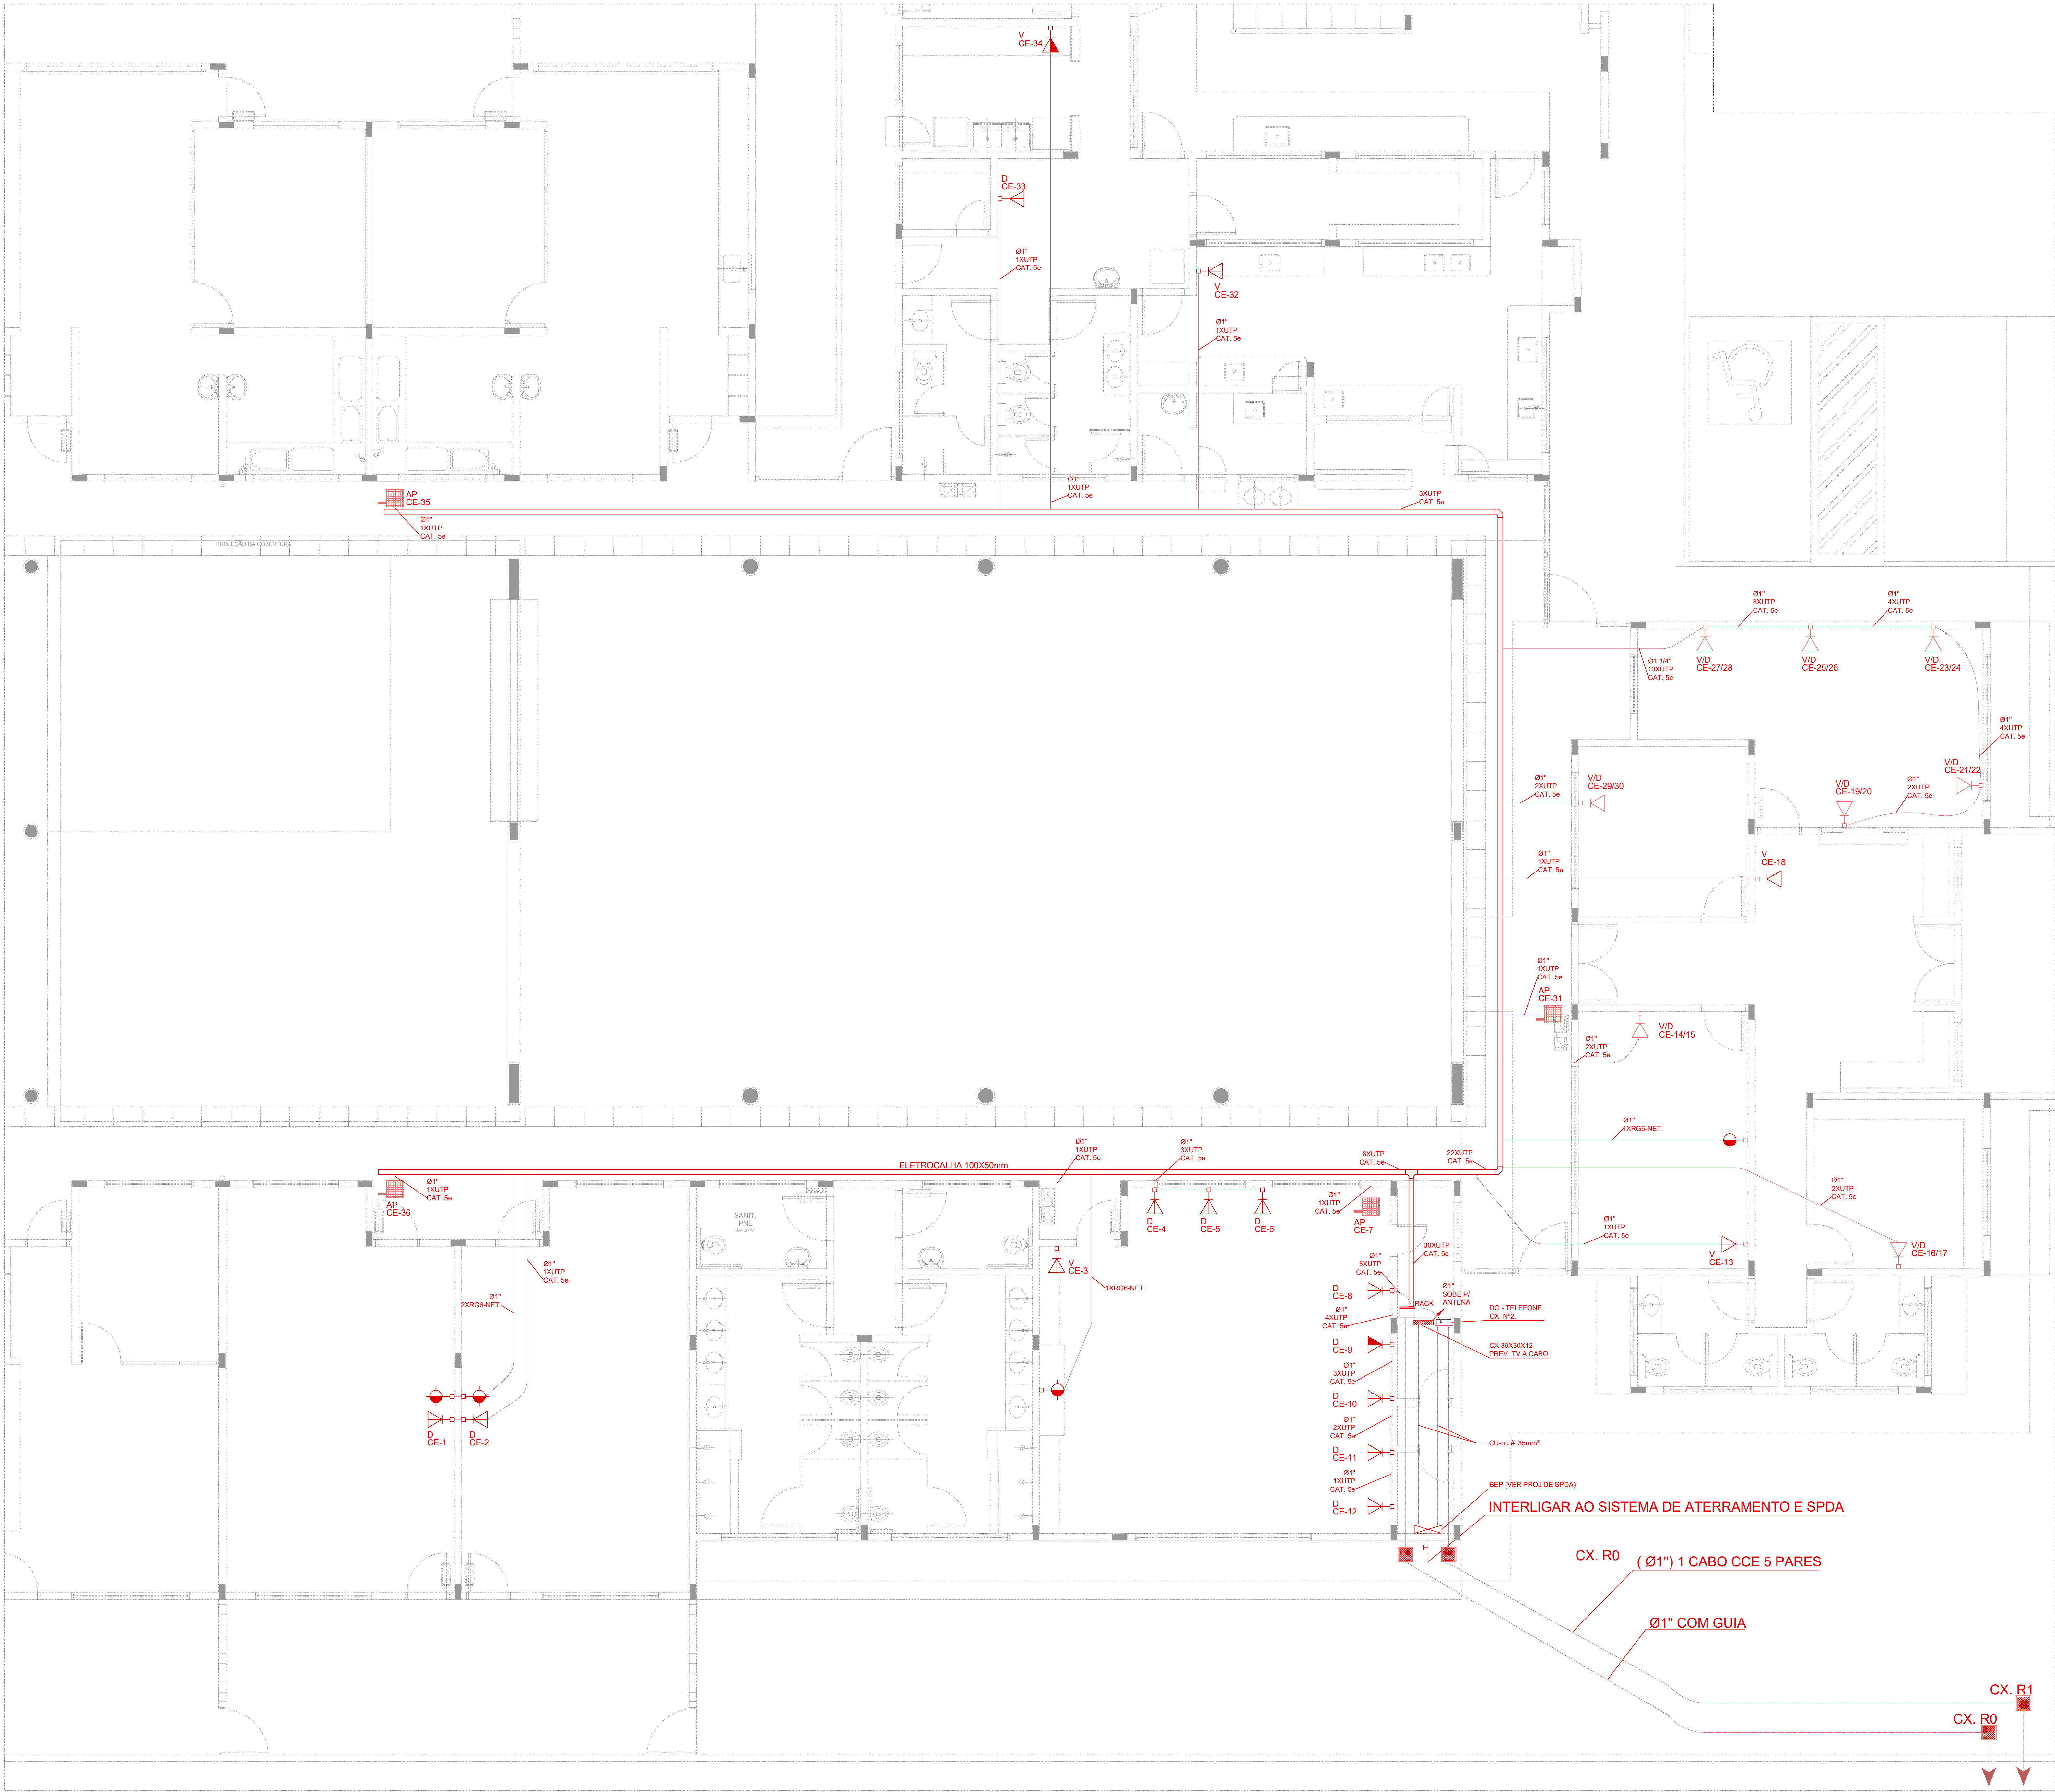 V
CE-34
D
CE-33
Ø1"
1XUTP
CAT. 5e
V
CE-32
Ø1"
1XUTP
CAT. 5e
Ø1"
1XUTP
CAT. 5e
3XUTP
CAT. 5e
AP
CE-35
Ø1"
1XUTP
CAT. 5e
PROJEÇÃO DA COBERTURA
Ø1"
8XUTP
CAT. 5e
Ø1"
4XUTP
CAT. 5e
V/D
CE-27/28
V/D
CE-25/26
V/D
CE-23/24
Ø1 1/4"
10XUTP
CAT. 5e
Ø1"
4XUTP
CAT. 5e
V/D
CE-21/22
Ø1"
2XUTP
CAT. 5e
V/D
CE-29/30
V/D
CE-19/20
Ø1"
2XUTP
CAT. 5e
Ø1"
1XUTP
CAT. 5e
V
CE-18
Ø1"
1XUTP
CAT. 5e
AP
CE-31
V/D
CE-14/15
Ø1"
2XUTP
CAT. 5e
Ø1"
1XRG6-NET.
ELETROCALHA 100X50mm
Ø1"
1XUTP
CAT. 5e
Ø1"
3XUTP
CAT. 5e
8XUTP
CAT. 5e
22XUTP
CAT. 5e
Ø1"
1XUTP
CAT. 5e
AP
CE-36
SANIT.
PNE
D
CE-4
D
CE-5
D
CE-6
Ø1"
1XUTP
CAT. 5e
AP
CE-7
Ø1"
2XUTP
CAT. 5e
Ø1"
1XUTP
CAT. 5e
V
CE-13
V/D
CE-16/17
30XUTP
CAT. 5e
Ø1"
1XUTP
CAT. 5e
V
CE-3
Ø1"
2XRG6-NET.
1XRG6-NET.
Ø1"
5XUTP
CAT. 5e
D
CE-8
RACK
Ø1"
SOBE P/
ANTENA
DG - TELEFONE.
CX. Nº2.
Ø1"
4XUTP
CAT. 5e
D
CE-9
CX 30X30X12
PREV. TV A CABO
Ø1"
3XUTP
CAT. 5e
D
CE-10
Ø1"
2XUTP
CAT. 5e
D
CE-1
D
CE-2
CU-nu # 35mm²
D
CE-11
Ø1"
1XUTP
CAT. 5e
BEP (VER PROJ DE SPDA)
D
CE-12
INTERLIGAR AO SISTEMA DE ATERRAMENTO E SPDA
CX. R0
( Ø1") 1 CABO CCE 5 PARES
Ø1" COM GUIA
CX. R1
CX. R0